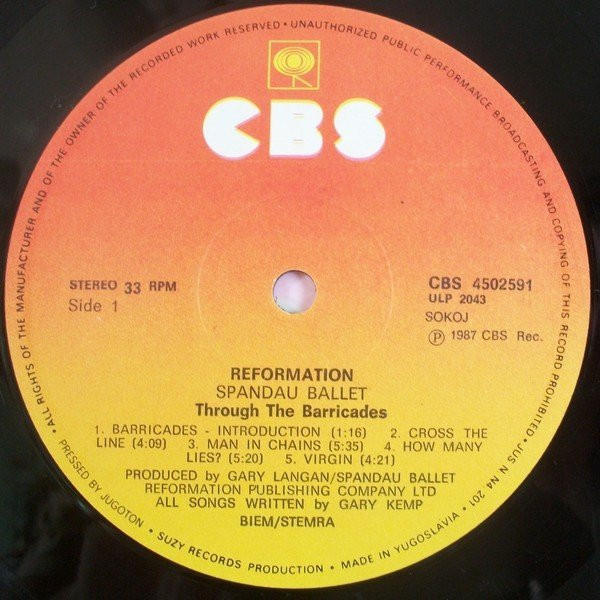 ALL RIGHTS OF THE MANUFACTURER AND OF THE OWNER OF THE RECORDED WORK RESERVED • UNAUTHORIZED PUBLIC PERFORMANCE BROADCASTING AND COPYING OF THIS RECORD PROHIBITED • JUS N N4 201
CBS
STEREO 33 RPM
Side 1
CBS 4502591
ULP 2043
SOKOJ
Ⓟ 1987 CBS Rec.
REFORMATION
SPANDAU BALLET
Through The Barricades
1. BARRICADES - INTRODUCTION (1:16) 2. CROSS THE
LINE (4:09) 3. MAN IN CHAINS (5:35) 4. HOW MANY
LIES? (5:20) 5. VIRGIN (4:21)
PRODUCED BY GARY LANGAN/SPANDAU BALLET
REFORMATION PUBLISHING COMPANY LTD
ALL SONGS WRITTEN BY GARY KEMP
BIEM/STEMRA
PRESSED BY JUGOTON • SUZY RECORDS PRODUCTION • MADE IN YUGOSLAVIA •